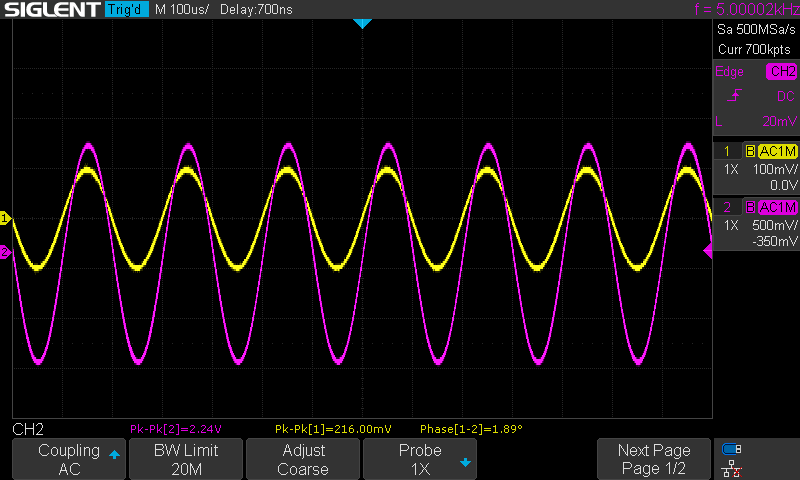 SIGLENT Trig'd M 100us/ Delay:700ns f = 5.00002kHz
Sa 500MSa/s
Curr 700kpts
Edge CH2
DC
L 20mV
1 B AC1M
1X 100mV/
0.0V
2 B AC1M
1X 500mV/
-350mV
1
2
CH2 Pk-Pk[2]=2.24V Pk-Pk[1]=216.00mV Phase[1-2]=1.89°
Coupling
AC
BW Limit
20M
Adjust
Coarse
Probe
1X
Next Page
Page 1/2